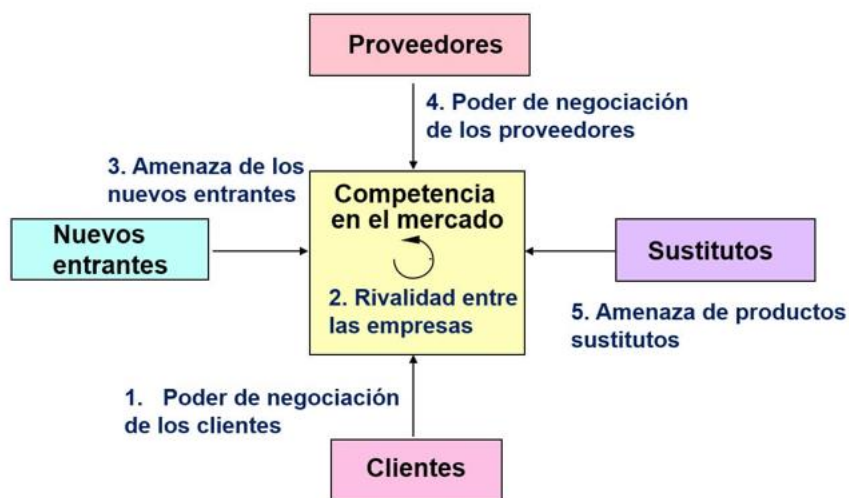 Proveedores
4. Poder de negociación
de los proveedores
3. Amenaza de los
nuevos entrantes
Competencia
en el mercado
Nuevos
entrantes
Sustitutos
2. Rivalidad entre
las empresas
5. Amenaza de productos
sustitutos
1. Poder de negociación
de los clientes
Clientes